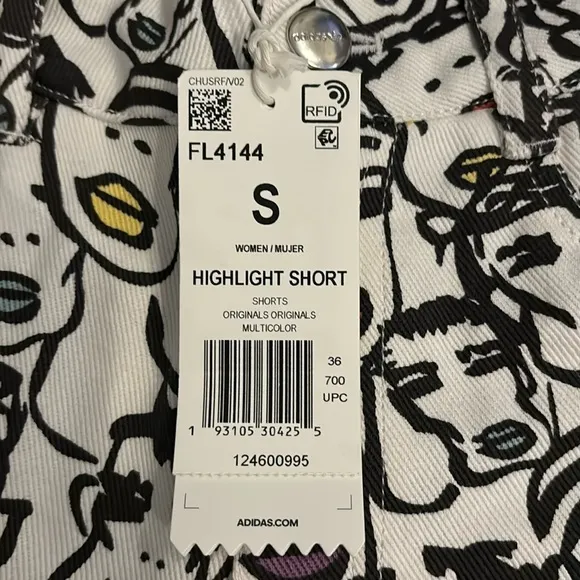 CHUSRF/V02
RFID
FL4144
S
WOMEN / MUJER
HIGHLIGHT SHORT
SHORTS
ORIGINALS ORIGINALS
MULTICOLOR
36
700
UPC
1 93105 30425 5
124600995
ADIDAS.COM